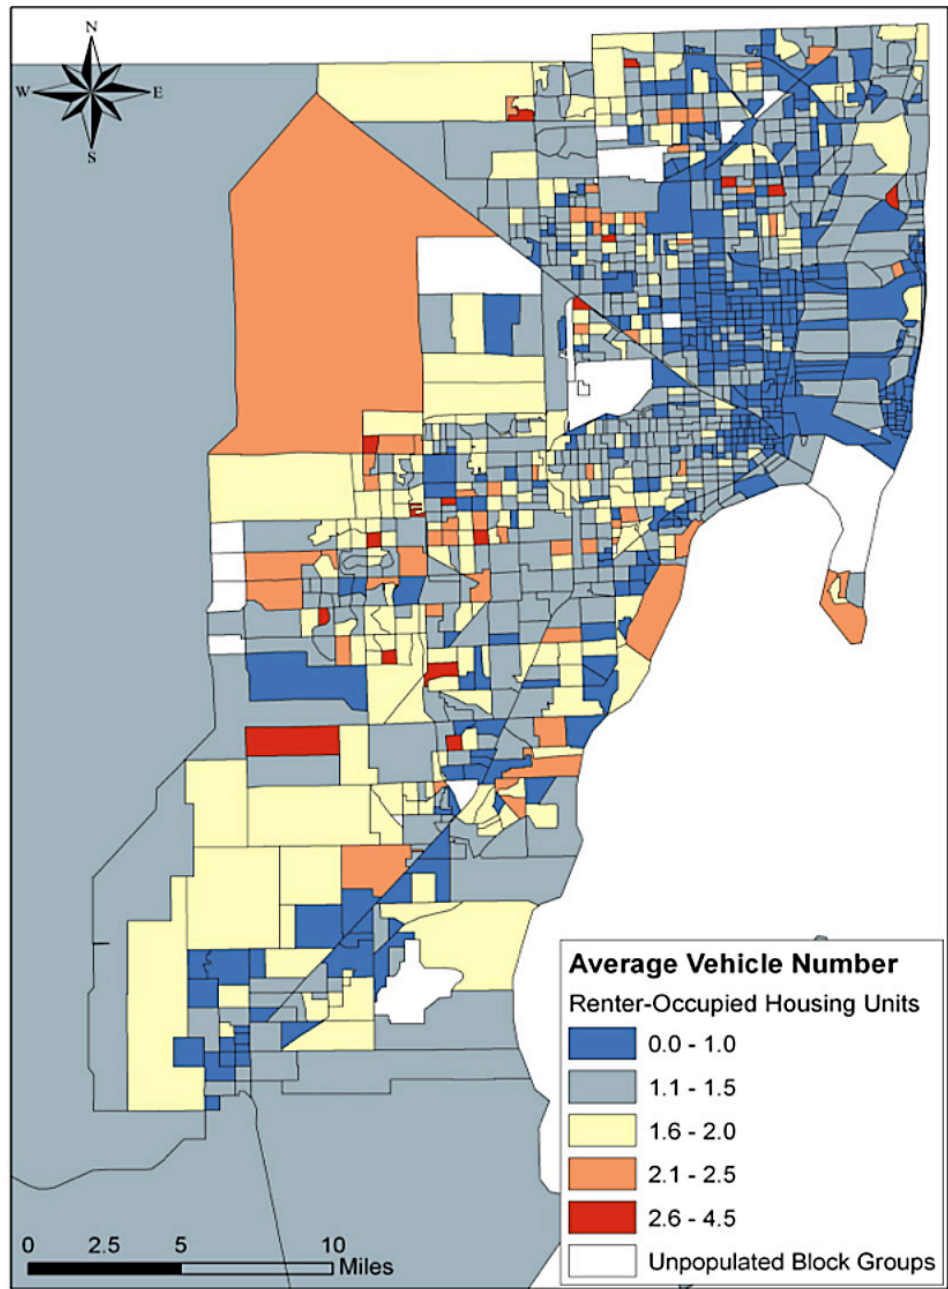 N
W E
S
Average Vehicle Number
Renter-Occupied Housing Units
0.0 - 1.0
1.1 - 1.5
1.6 - 2.0
2.1 - 2.5
2.6 - 4.5
Unpopulated Block Groups
0 2.5 5 10
Miles